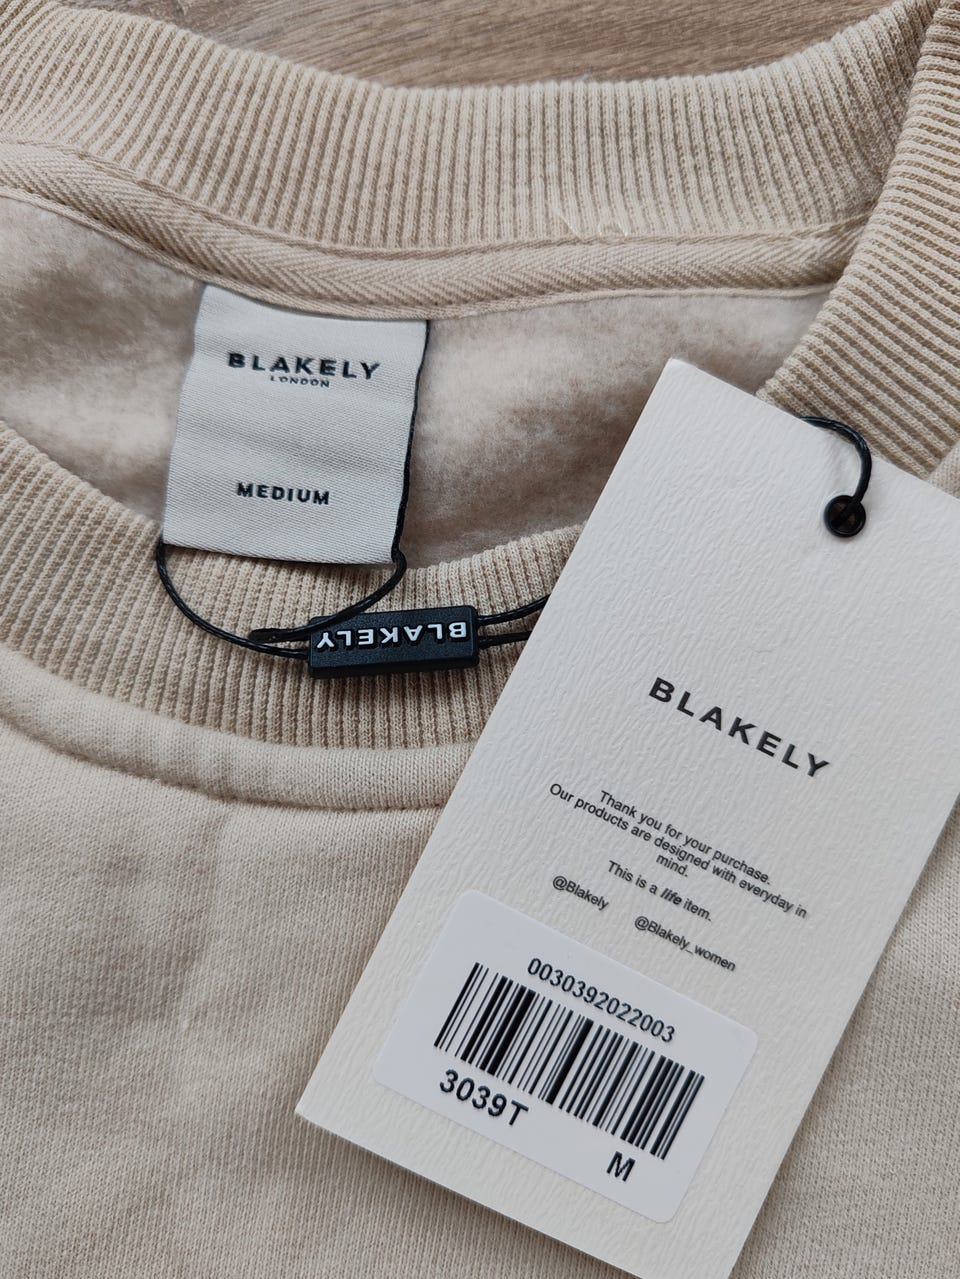 BLAKELY
LONDON
MEDIUM
BLAKELY
BLAKELY
Thank you for your purchase.
Our products are designed with everyday in
mind.
This is a life item.
@Blakely @Blakely_women
0030392022003
3039T
M